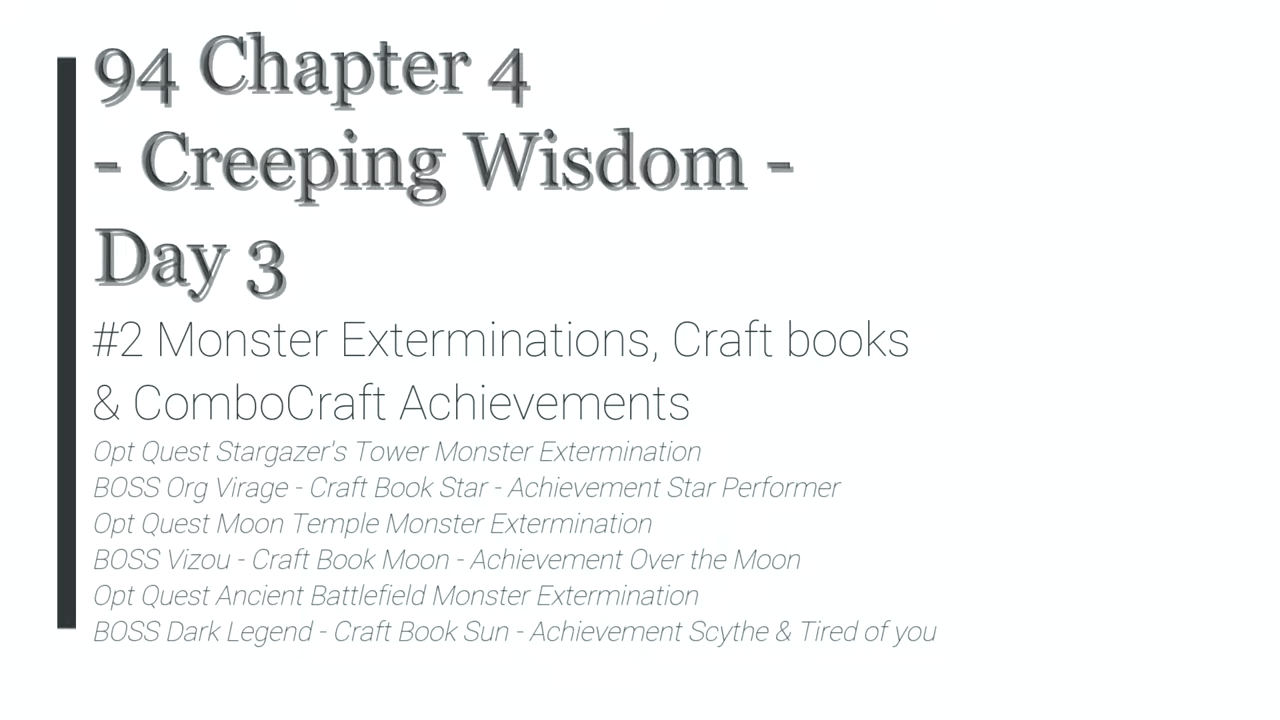 94 Chapter 4
- Creeping Wisdom -
Day 3
#2 Monster Exterminations, Craft books
& ComboCraft Achievements
Opt Quest Stargazer's Tower Monster Extermination
BOSS Org Virage - Craft Book Star - Achievement Star Performer
Opt Quest Moon Temple Monster Extermination
BOSS Vizou - Craft Book Moon - Achievement Over the Moon
Opt Quest Ancient Battlefield Monster Extermination
BOSS Dark Legend - Craft Book Sun - Achievement Scythe & Tired of you